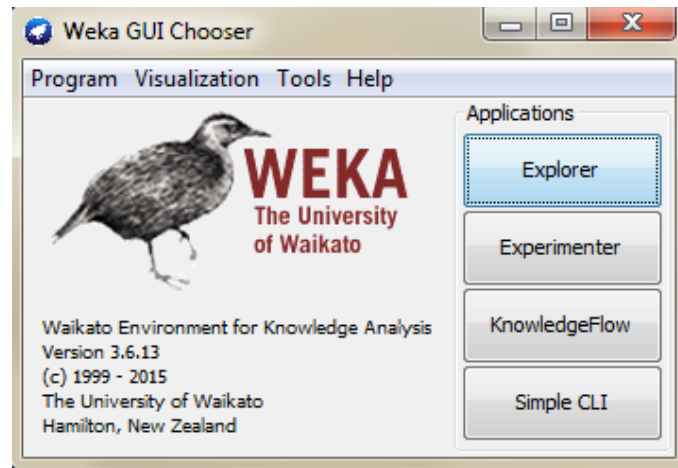 Weka GUI Chooser
Program Visualization Tools Help
Applications
WEKA
The University
of Waikato
Explorer
Experimenter
KnowledgeFlow
Simple CLI
Waikato Environment for Knowledge Analysis
Version 3.6.13
(c) 1999 - 2015
The University of Waikato
Hamilton, New Zealand